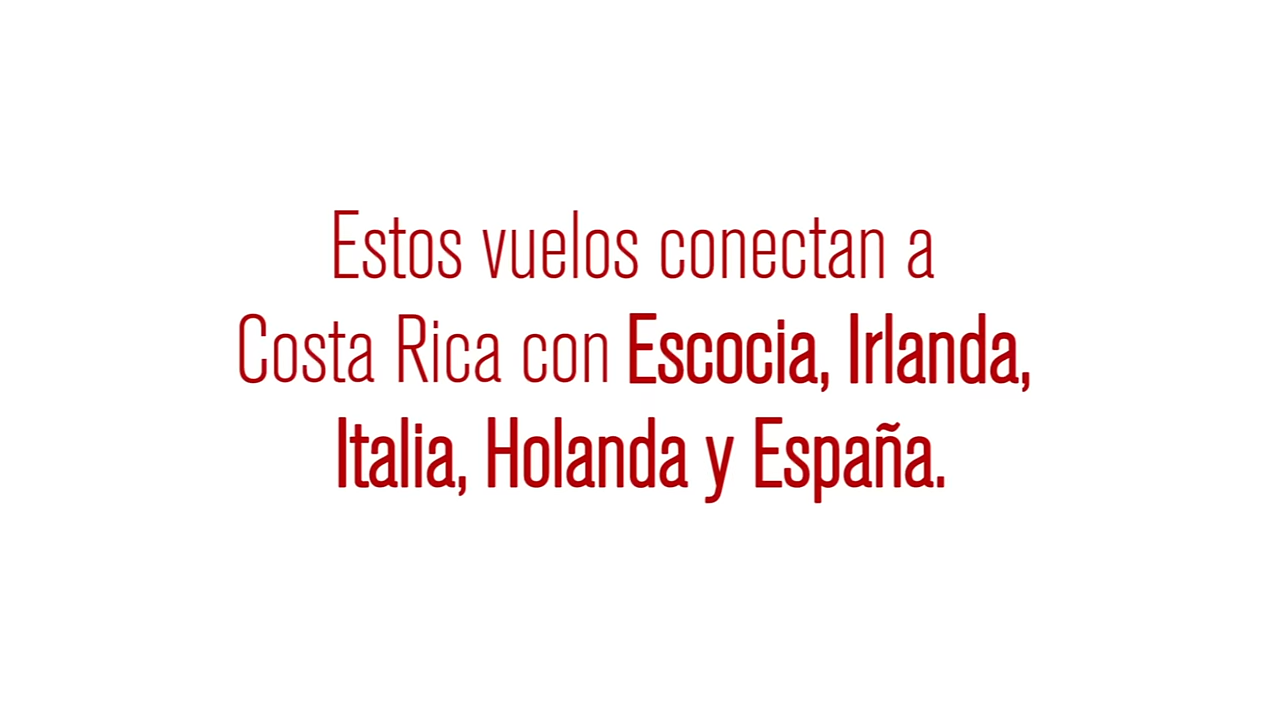 Estos vuelos conectan a
Costa Rica con Escocia, Irlanda,
Italia, Holanda y España.